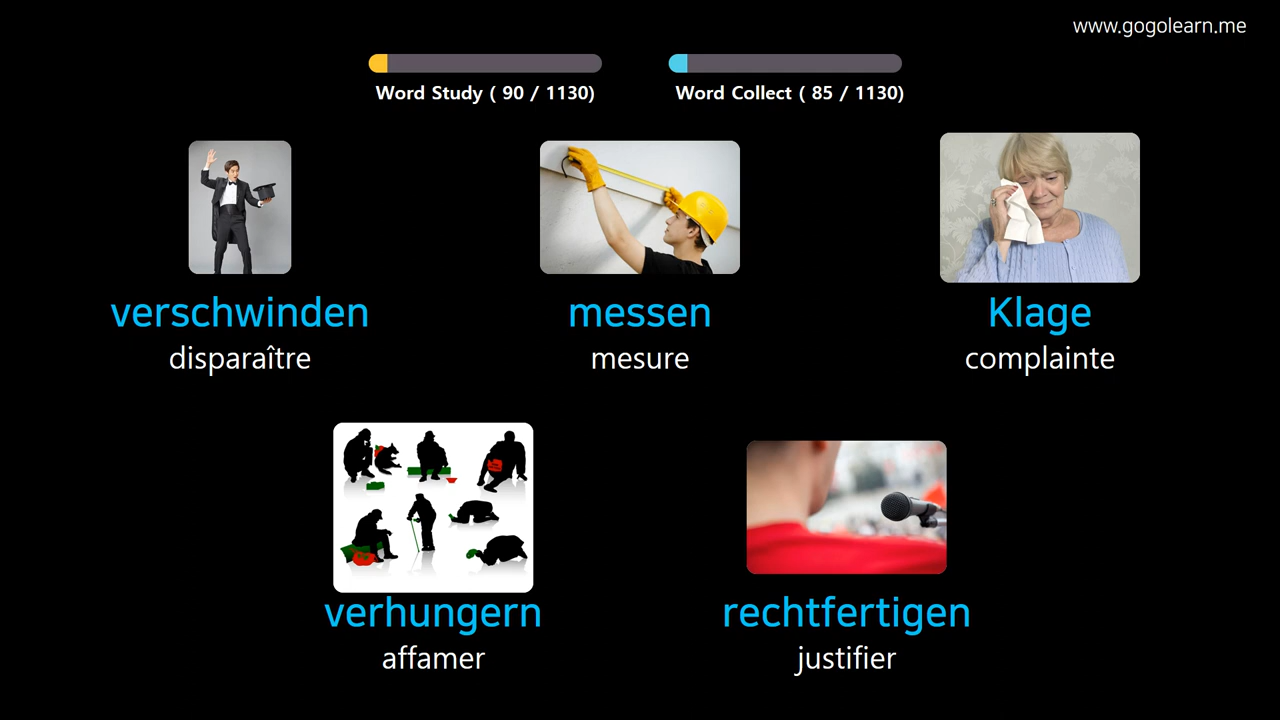 www.gogolearn.me
Word Study ( 90 / 1130)
Word Collect ( 85 / 1130)
verschwinden
disparaître
messen
mesure
Klage
complainte
verhungern
affamer
rechtfertigen
justifier